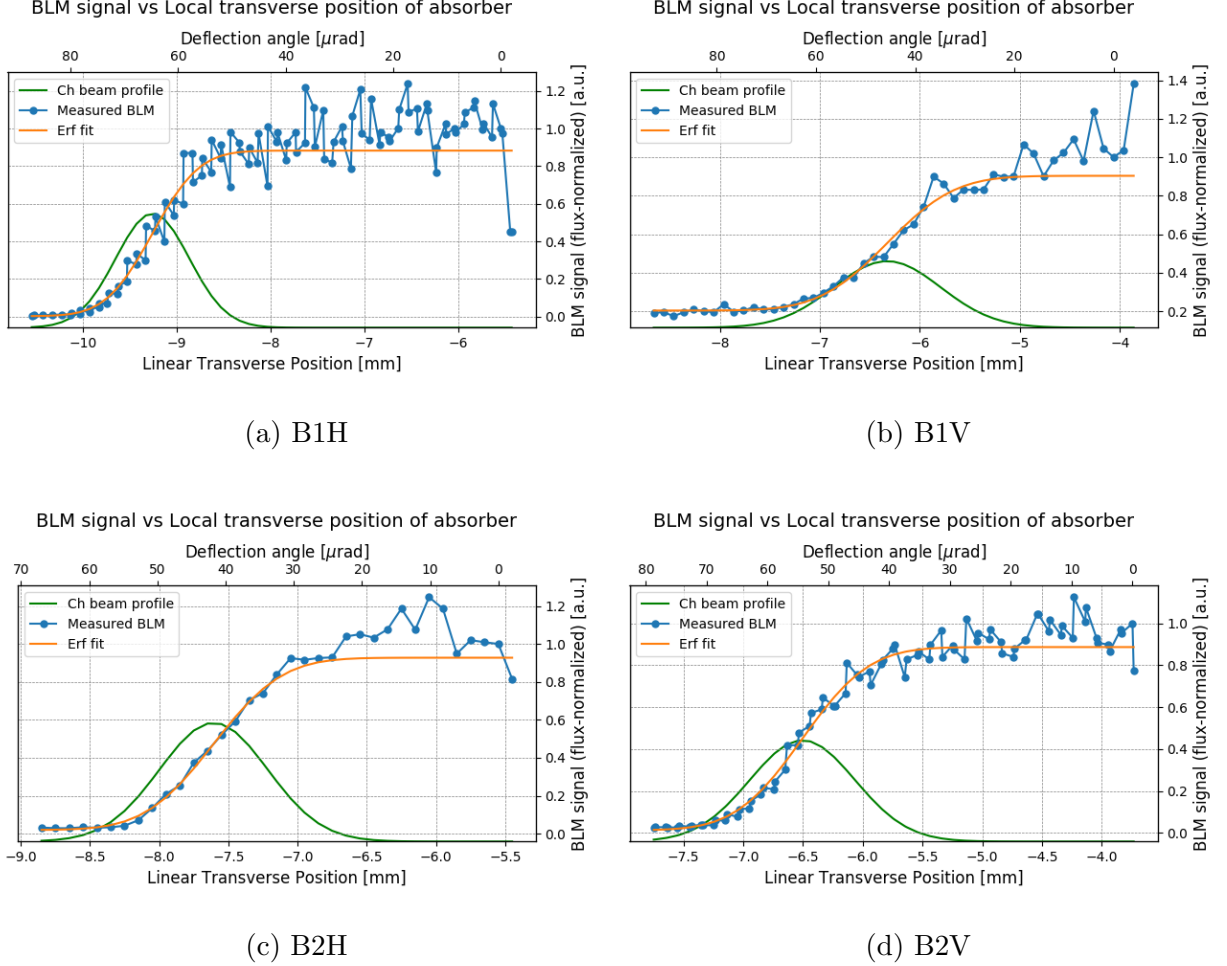 BLM signal vs Local transverse position of absorber
Deflection angle [μrad]
80 60 40 20 0
Ch beam profile
Measured BLM
Erf fit
1.2
1.0
0.8
0.6
0.4
0.2
0.0
BLM signal (flux-normalized) [a.u.]
−10 −9 −8 −7 −6
Linear Transverse Position [mm]
(a) B1H
BLM signal vs Local transverse position of absorber
Deflection angle [μrad]
80 60 40 20 0
Ch beam profile
Measured BLM
Erf fit
1.4
1.2
1.0
0.8
0.6
0.4
0.2
BLM signal (flux-normalized) [a.u.]
−8 −7 −6 −5 −4
Linear Transverse Position [mm]
(b) B1V
BLM signal vs Local transverse position of absorber
Deflection angle [μrad]
70 60 50 40 30 20 10 0
Ch beam profile
Measured BLM
Erf fit
1.2
1.0
0.8
0.6
0.4
0.2
0.0
BLM signal (flux-normalized) [a.u.]
−9.0 −8.5 −8.0 −7.5 −7.0 −6.5 −6.0 −5.5
Linear Transverse Position [mm]
(c) B2H
BLM signal vs Local transverse position of absorber
Deflection angle [μrad]
80 70 60 50 40 30 20 10 0
Ch beam profile
Measured BLM
Erf fit
1.0
0.8
0.6
0.4
0.2
0.0
BLM signal (flux-normalized) [a.u.]
−7.5 −7.0 −6.5 −6.0 −5.5 −5.0 −4.5 −4.0
Linear Transverse Position [mm]
(d) B2V